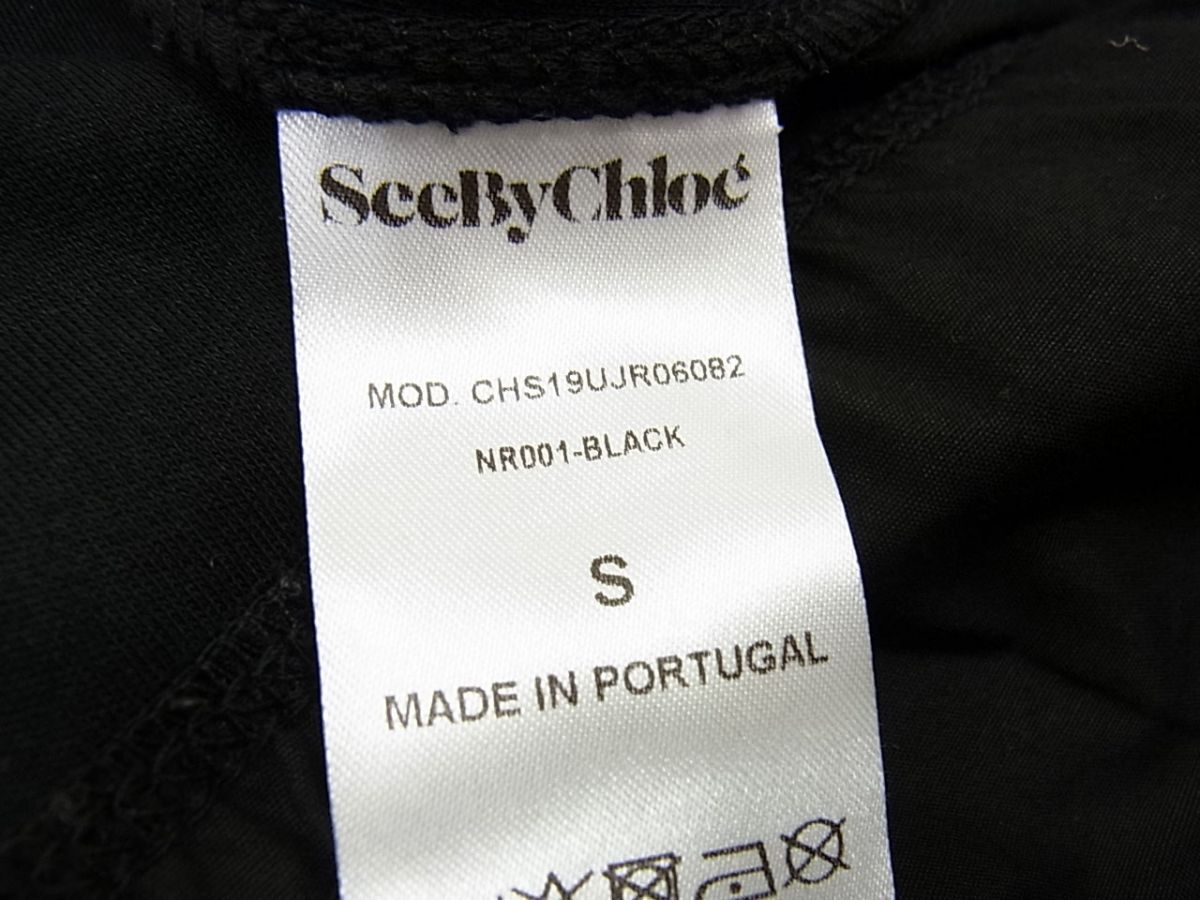 SeeByChloé
MOD. CHS19UJR06082
NR001-BLACK
S
MADE IN PORTUGAL